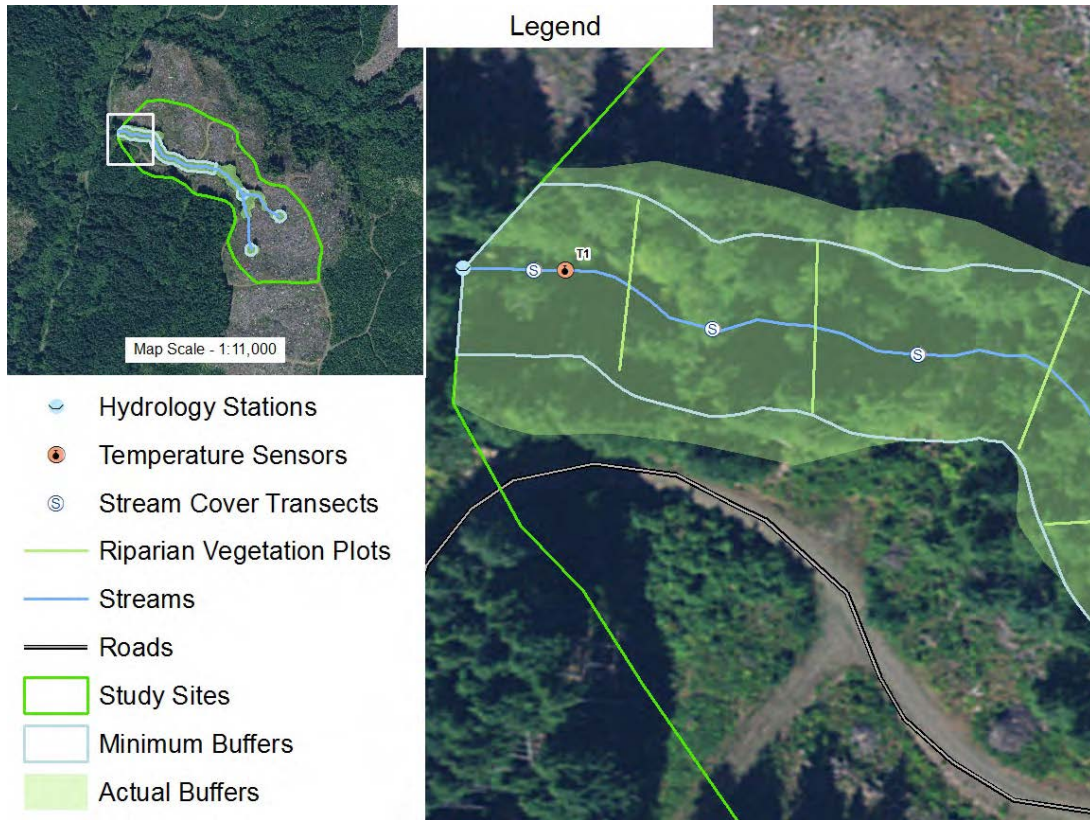 Legend
Map Scale - 1:11,000
Hydrology Stations
Temperature Sensors
S Stream Cover Transects
Riparian Vegetation Plots
Streams
Roads
Study Sites
Minimum Buffers
Actual Buffers
T1
S
S
S